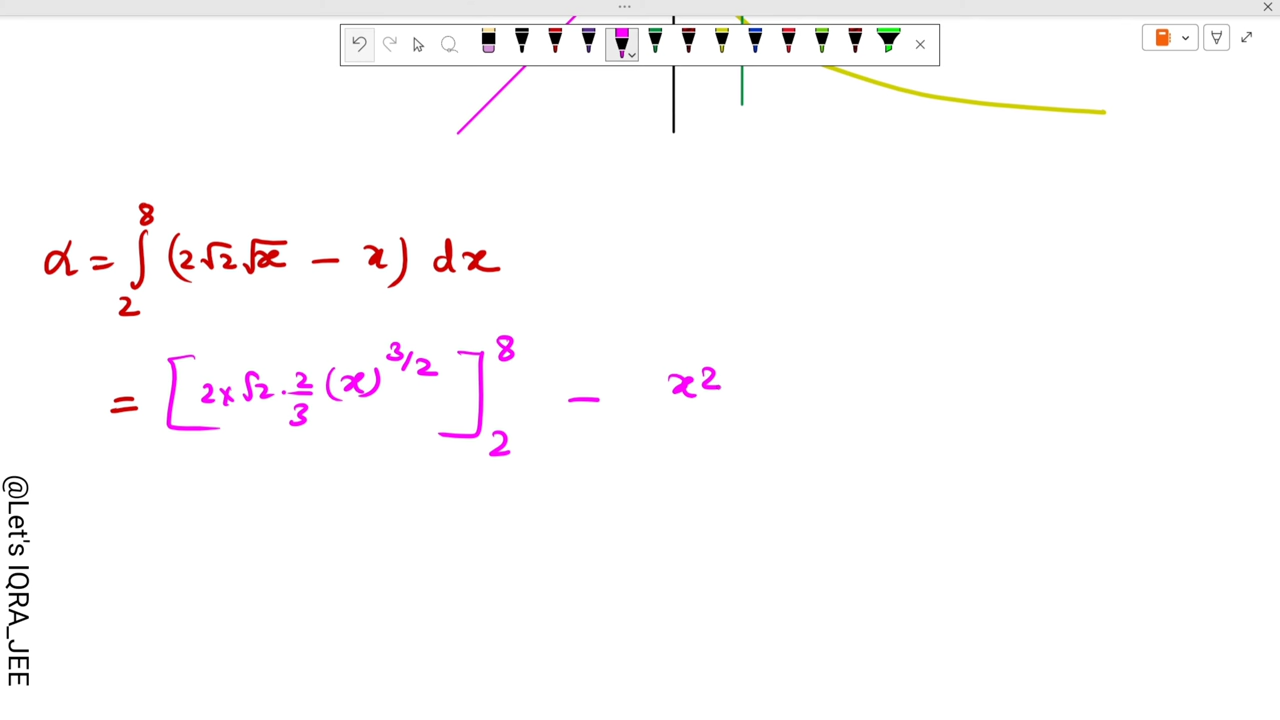 α = ∫₂⁸ (2√2√x − x) dx
= [2×√2 · 2/3 (x)^3/2]₂⁸ − x²
@Let's IQRA_JEE